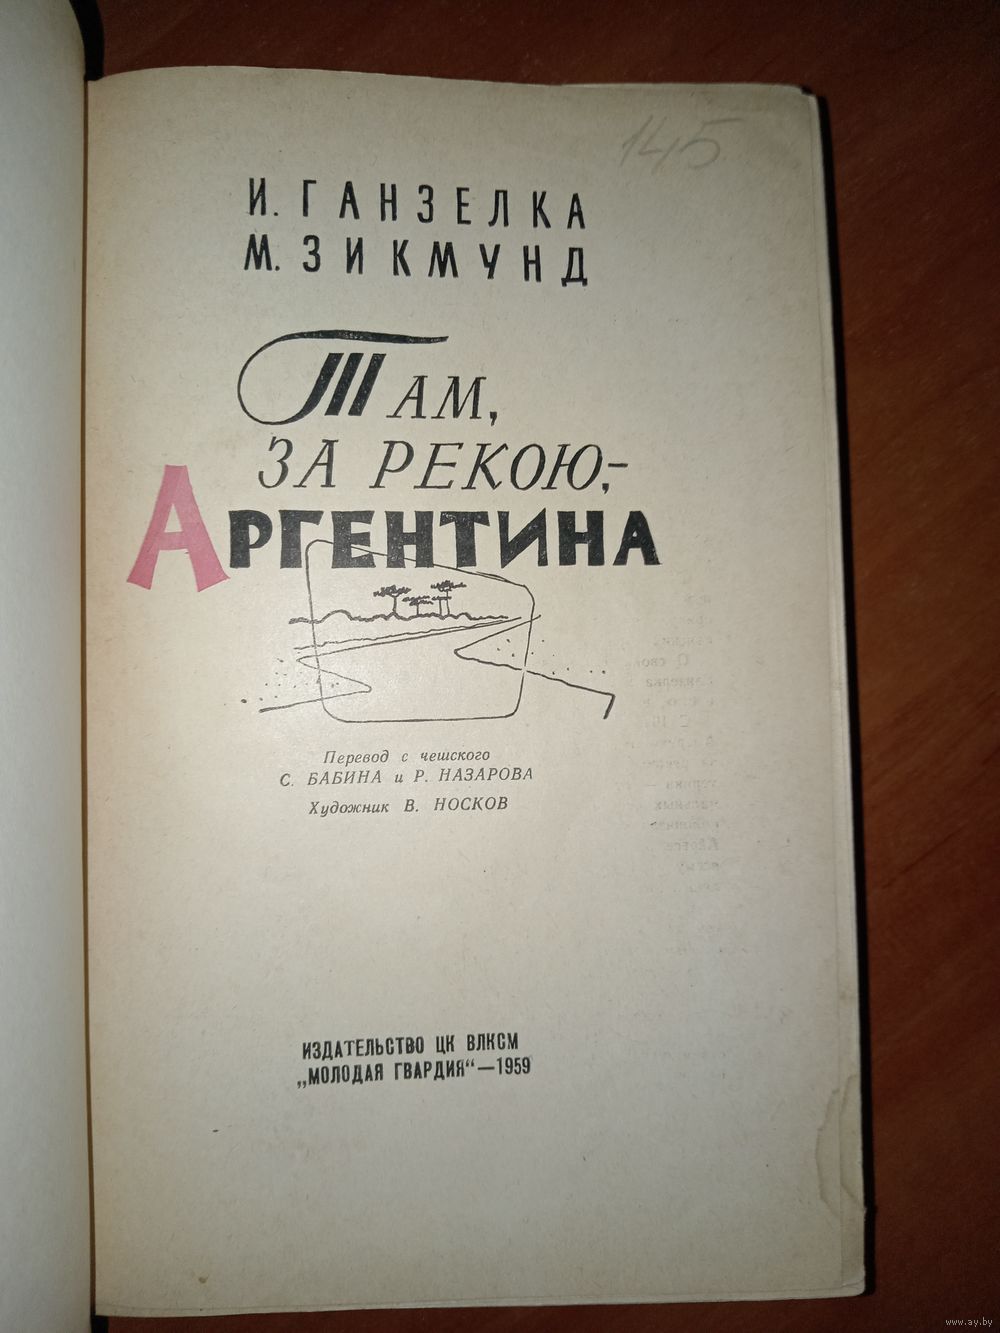 145
И. ГАНЗЕЛКА
М. ЗИКМУНД
ТАМ,
ЗА РЕКОЮ,—
АРГЕНТИНА
Перевод с чешского
С. БАБИНА и Р. НАЗАРОВА
Художник В. НОСКОВ
ИЗДАТЕЛЬСТВО ЦК ВЛКСМ
„МОЛОДАЯ ГВАРДИЯ“—1959
www.ay.by